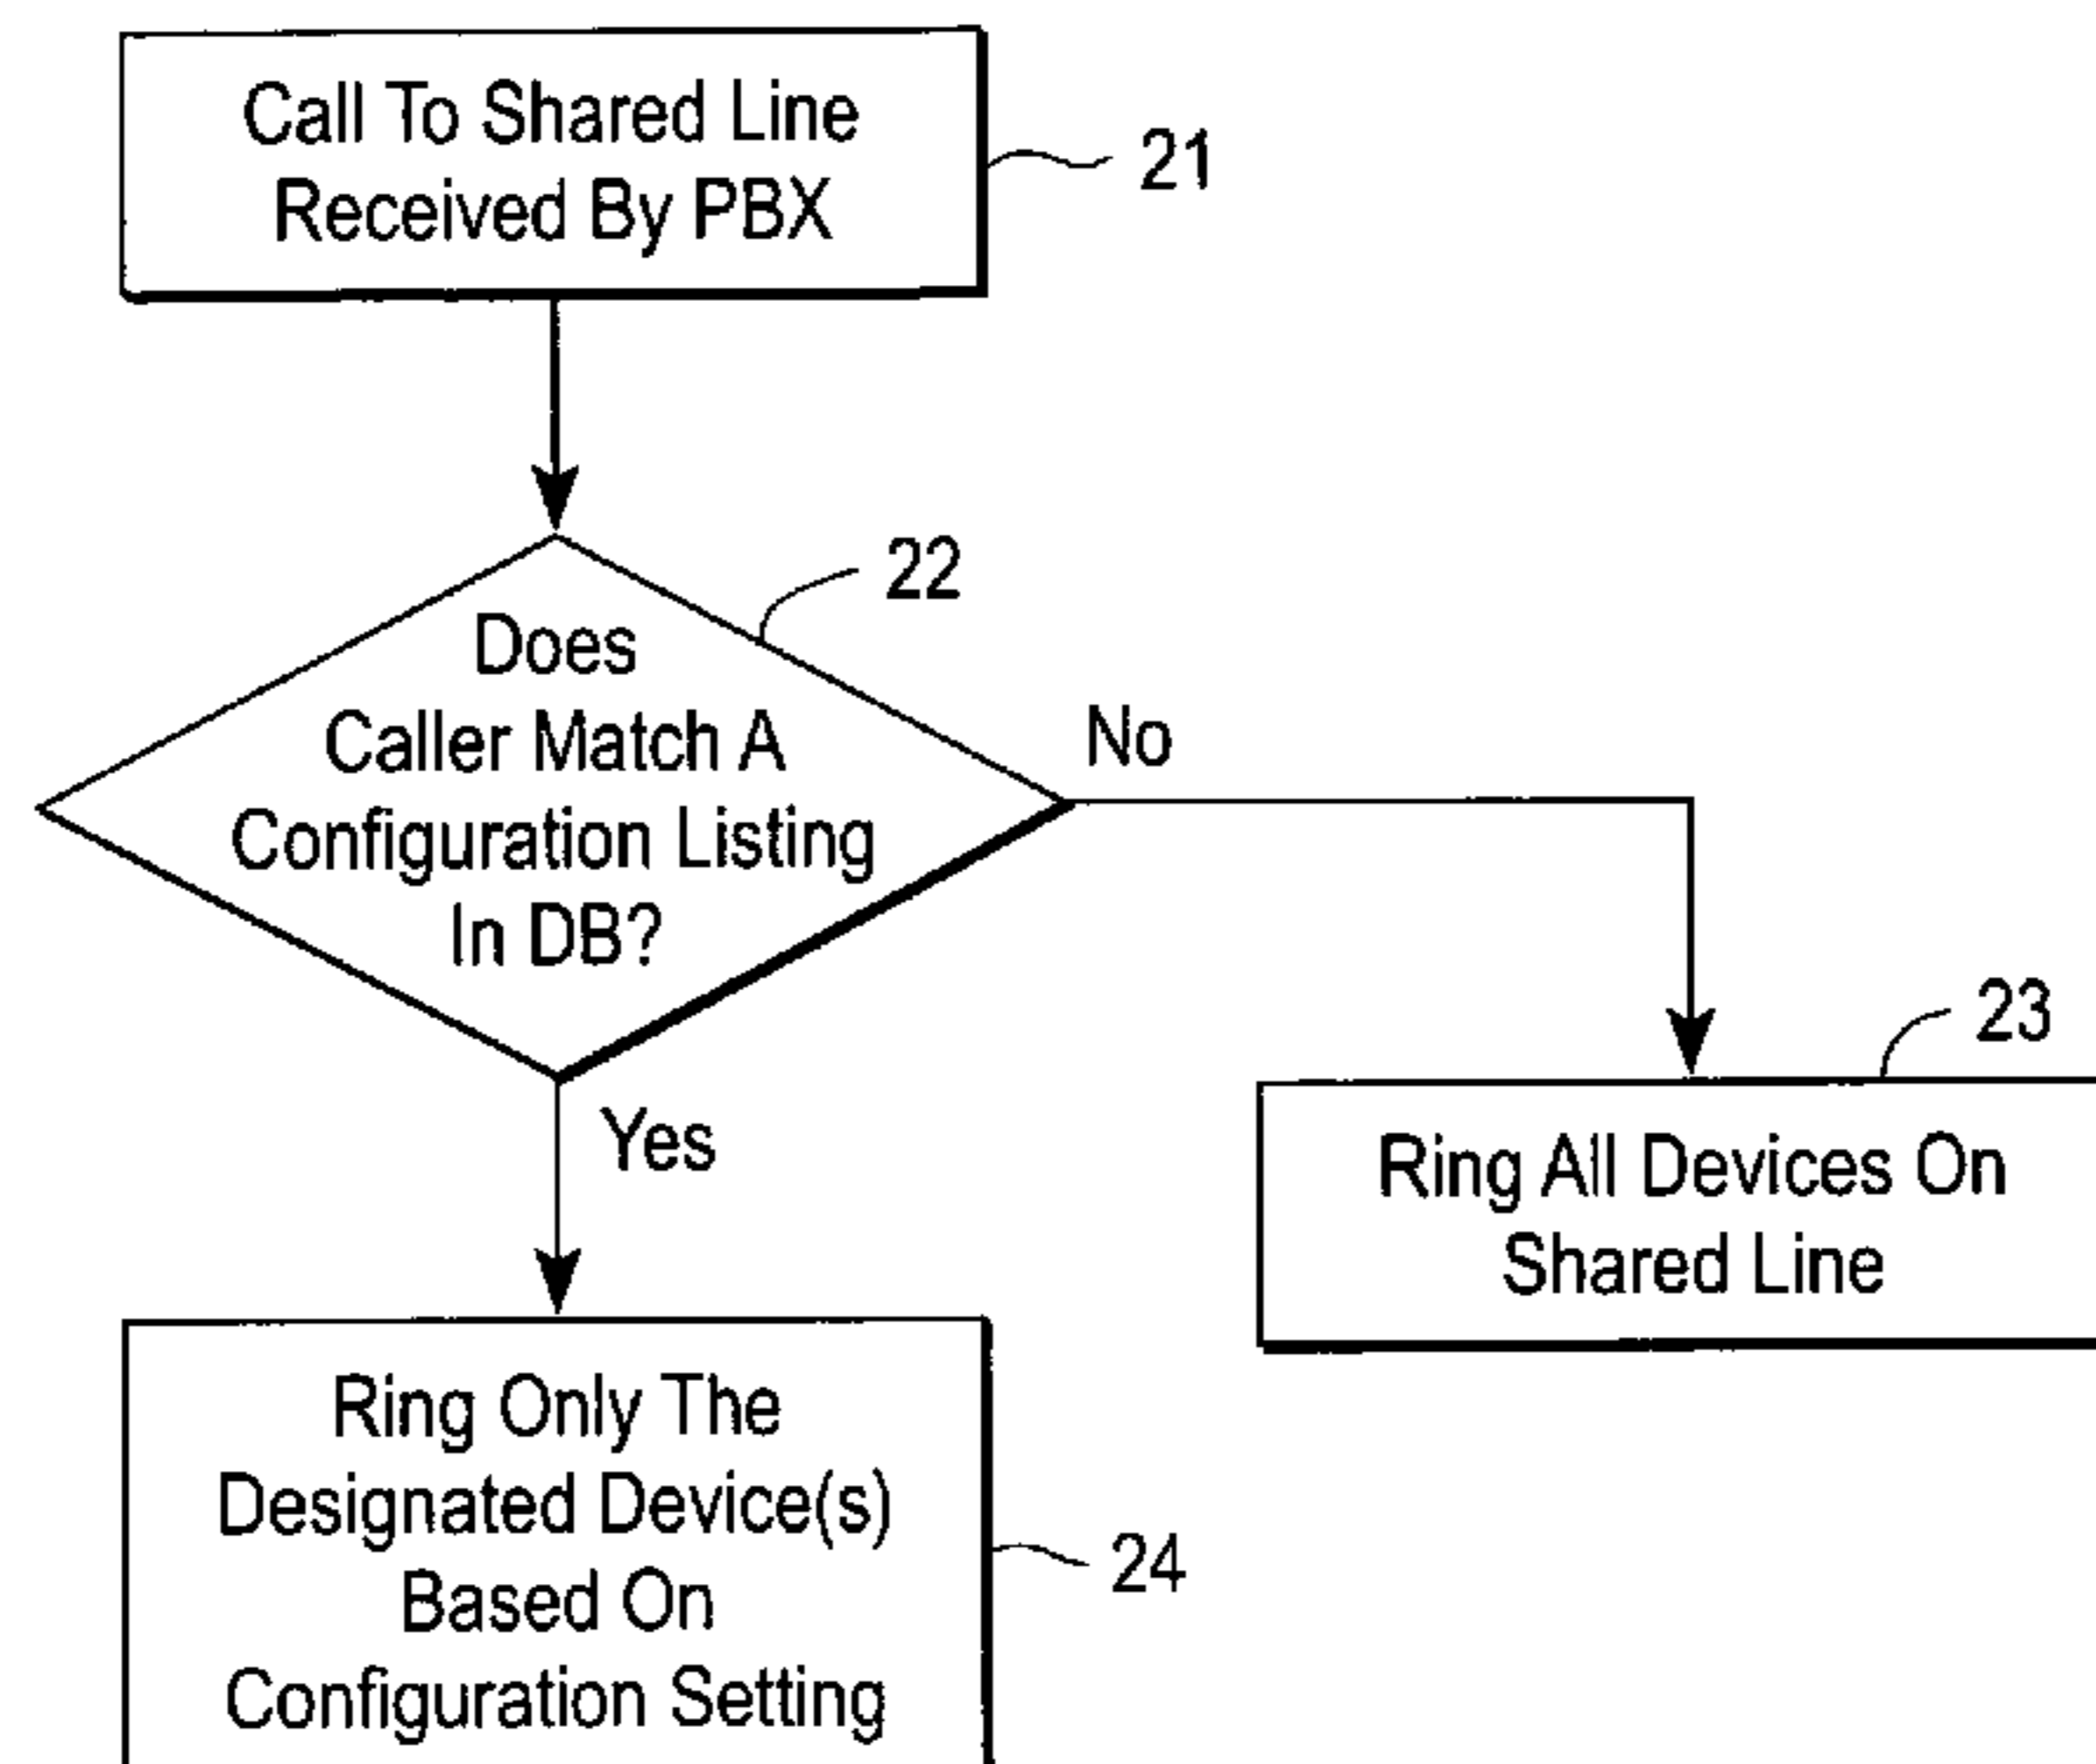 Call To Shared Line
Received By PBX
21
22
Does
Caller Match A
Configuration Listing
In DB?
No
Yes
23
Ring All Devices On
Shared Line
Ring Only The
Designated Device(s)
Based On
Configuration Setting
24